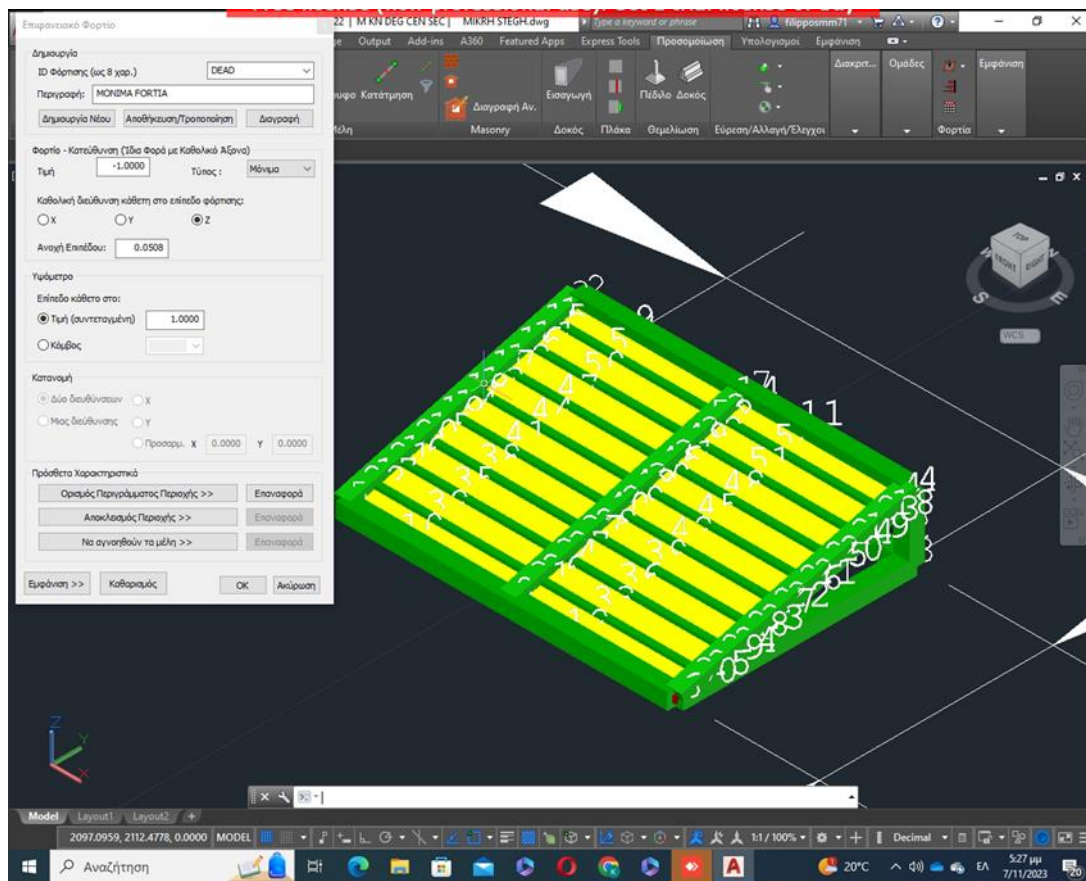 Επιφανειακό Φορτίο
22 | M KN DEG CEN SEC | MIKRH STEGH.dwg
Type a keyword or phrase
filipposmm71
Output Add-ins A360 Featured Apps Express Tools Προσομοίωση Υπολογισμοί Εμφάνιση
Κατάτμηση
Διαγραφή Αν.
Εισαγωγή
Πέδιλο Δοκός
Διακριτ... Ομάδες Εμφάνιση
Masonry Δοκός Πλάκα Θεμελίωση Εύρεση/Αλλαγή/Έλεγχοι Φορτία
Δημιουργία
ID Φόρτισης (ως 8 χαρ.) DEAD
Περιγραφή: MONIMA FORTIA
Δημιουργία Νέου Αποθήκευση/Τροποποίηση Διαγραφή
Φορτίο - Κατεύθυνση (Ίδια Φορά με Καθολικό Άξονα)
Τιμή -1.0000 Τύπος : Μόνιμα
Καθολική διεύθυνση κάθετη στο επίπεδο φόρτισης:
X Y Z
Ανοχή Επιπέδου: 0.0508
Υψόμετρο
Επίπεδο κάθετο στο:
Τιμή (συντεταγμένη) 1.0000
Κόμβος
Κατανομή
Δύο διευθύνσεων X
Μιας διεύθυνσης Y
Προσαρμ. X 0.0000 Y 0.0000
Πρόσθετα Χαρακτηριστικά
Ορισμός Περιγράμματος Περιοχής >> Επαναφορά
Αποκλεισμός Περιοχής >> Επαναφορά
Να αγνοηθούν τα μέλη >> Επαναφορά
Εμφάνιση >> Καθαρισμός OK Ακύρωση
TOP
FRONT RIGHT
S E
WCS
Z
Y
X
Model Layout1 Layout2 +
2097.0959, 2112.4778, 0.0000 MODEL 1:1 / 100% Decimal
Αναζήτηση
20°C ΕΛ 5:27 μμ
7/11/2023
20